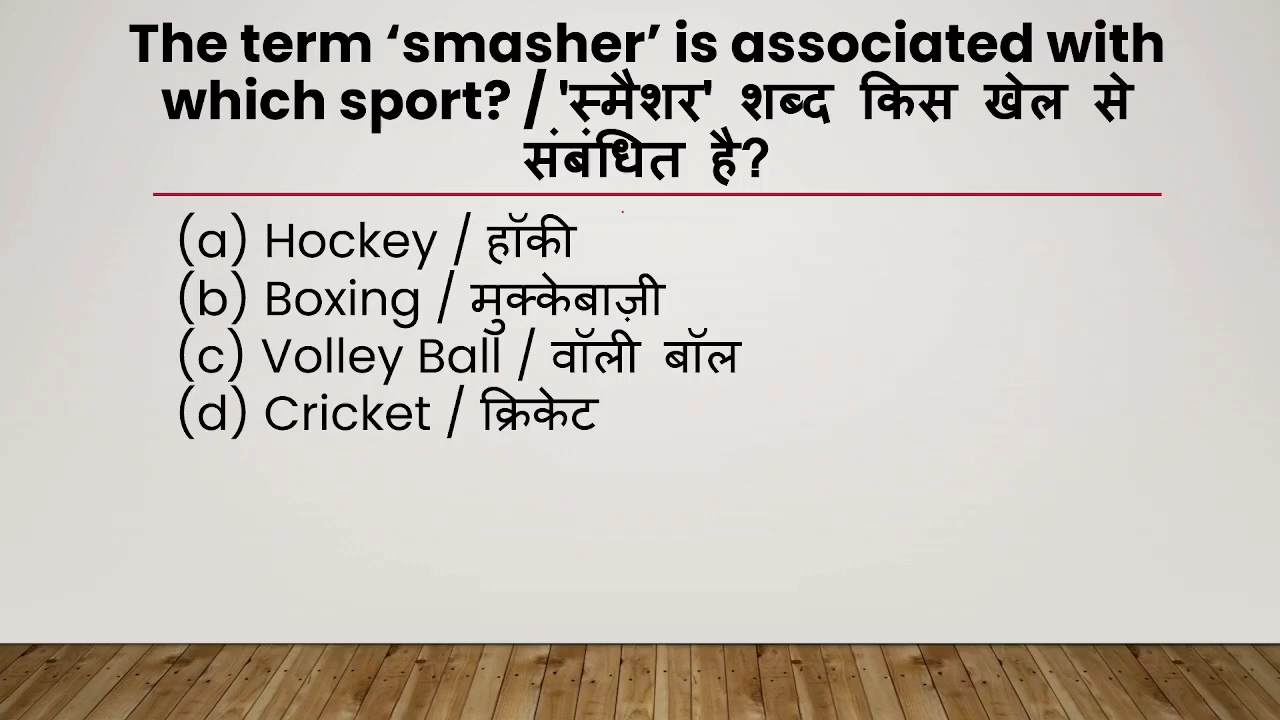 The term ‘smasher’ is associated with
which sport? / 'स्मैशर' शब्द किस खेल से
संबंधित है?
(a) Hockey / हॉकी
(b) Boxing / मुक्केबाज़ी
(c) Volley Ball / वॉली बॉल
(d) Cricket / क्रिकेट